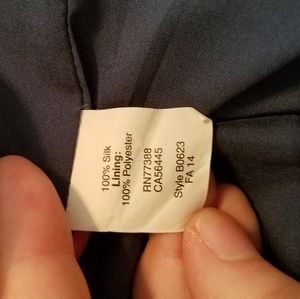 100% Silk
Lining:
100% Polyester
RN77388
CA56445
Style B0623
FA 14